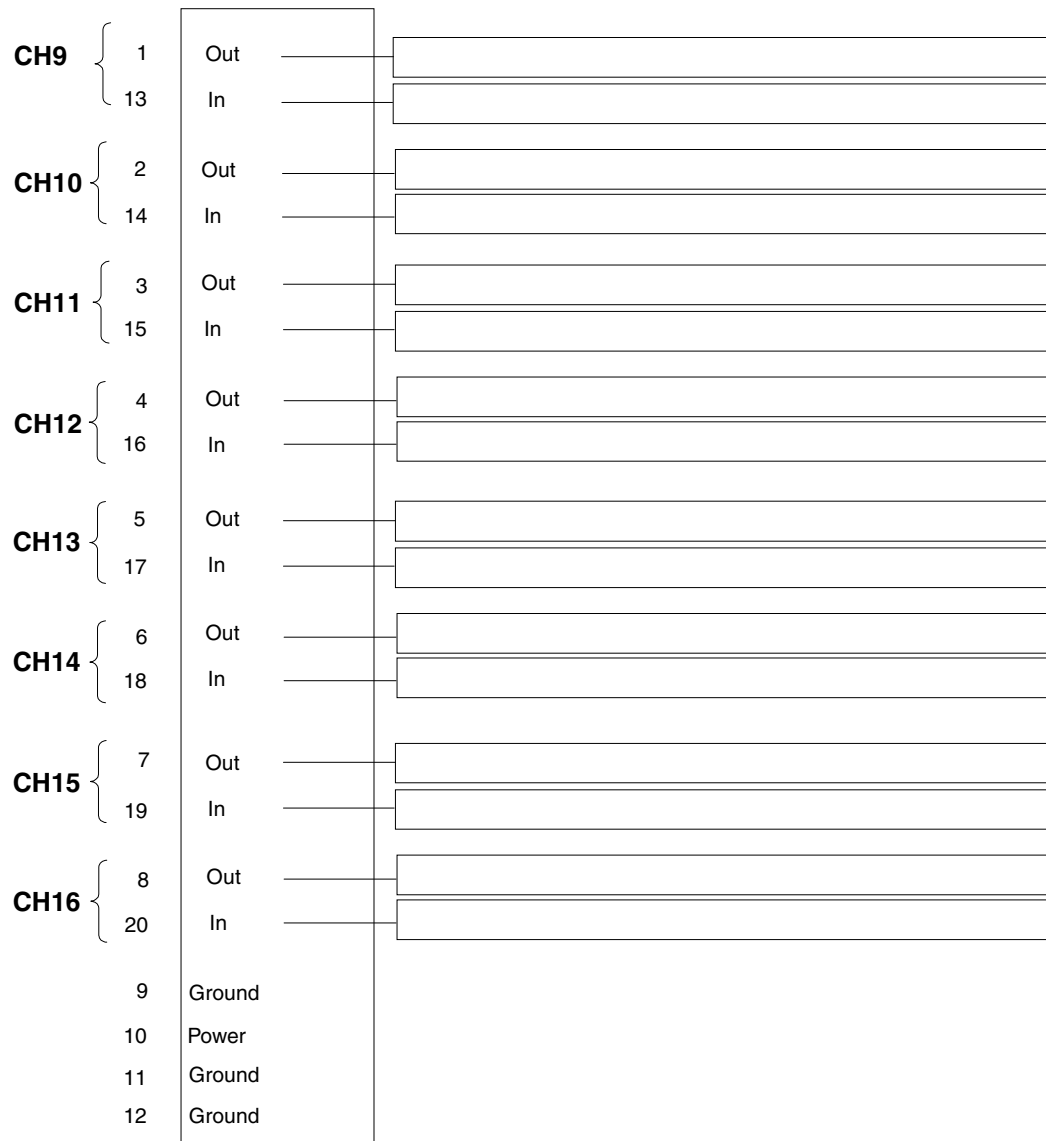 CH9 1 Out
13 In
CH10 2 Out
14 In
CH11 3 Out
15 In
CH12 4 Out
16 In
CH13 5 Out
17 In
CH14 6 Out
18 In
CH15 7 Out
19 In
CH16 8 Out
20 In
9 Ground
10 Power
11 Ground
12 Ground